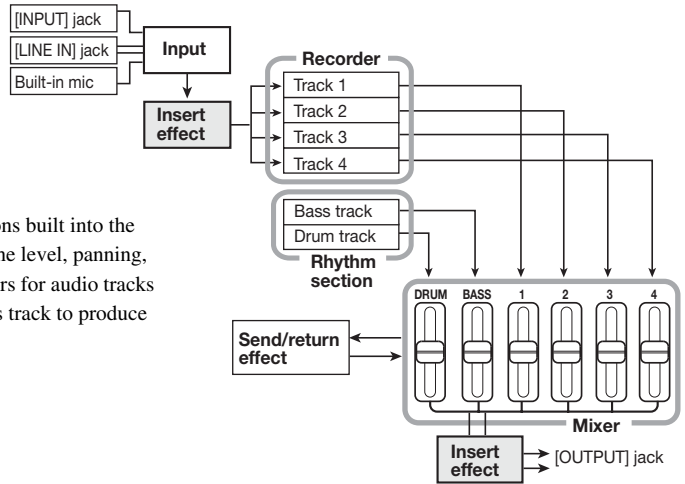 [INPUT] jack
[LINE IN] jack
Built-in mic
Input
Insert
effect
Recorder
Track 1
Track 2
Track 3
Track 4
Bass track
Drum track
Rhythm
section
ons built into the
ne level, panning,
rs for audio tracks
s track to produce
DRUM BASS 1 2 3 4
Send/return
effect
Mixer
Insert
effect
[OUTPUT] jack